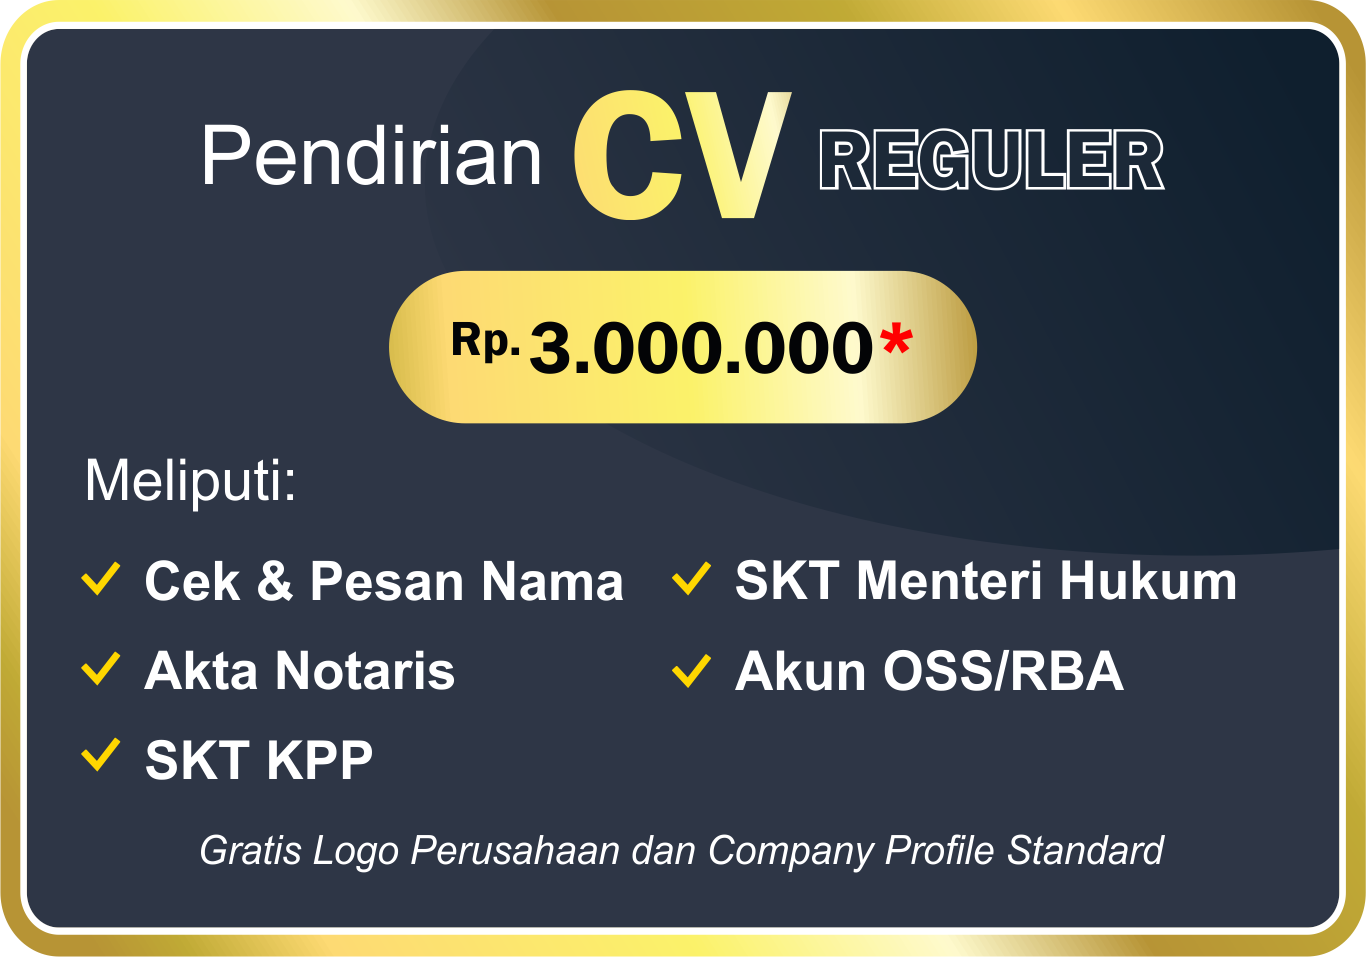 Pendirian CV REGULER
Rp. 3.000.000*
Meliputi:
Cek & Pesan Nama
Akta Notaris
SKT KPP
SKT Menteri Hukum
Akun OSS/RBA
Gratis Logo Perusahaan dan Company Profile Standard